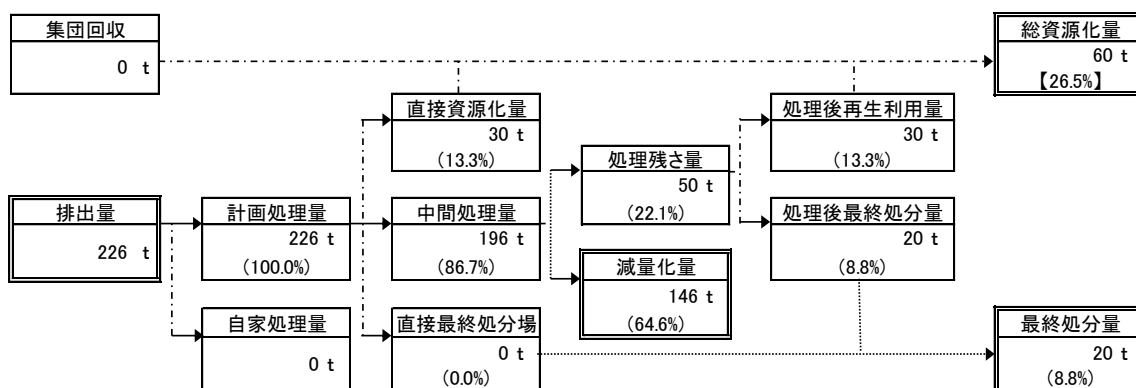 集団回収
0 t
総資源化量
60 t
【26.5%】
直接資源化量
30 t
(13.3%)
処理後再生利用量
30 t
(13.3%)
処理残さ量
50 t
(22.1%)
排出量
226 t
計画処理量
226 t
(100.0%)
中間処理量
196 t
(86.7%)
処理後最終処分量
20 t
(8.8%)
減量化量
146 t
(64.6%)
自家処理量
0 t
直接最終処分場
0 t
(0.0%)
最終処分量
20 t
(8.8%)